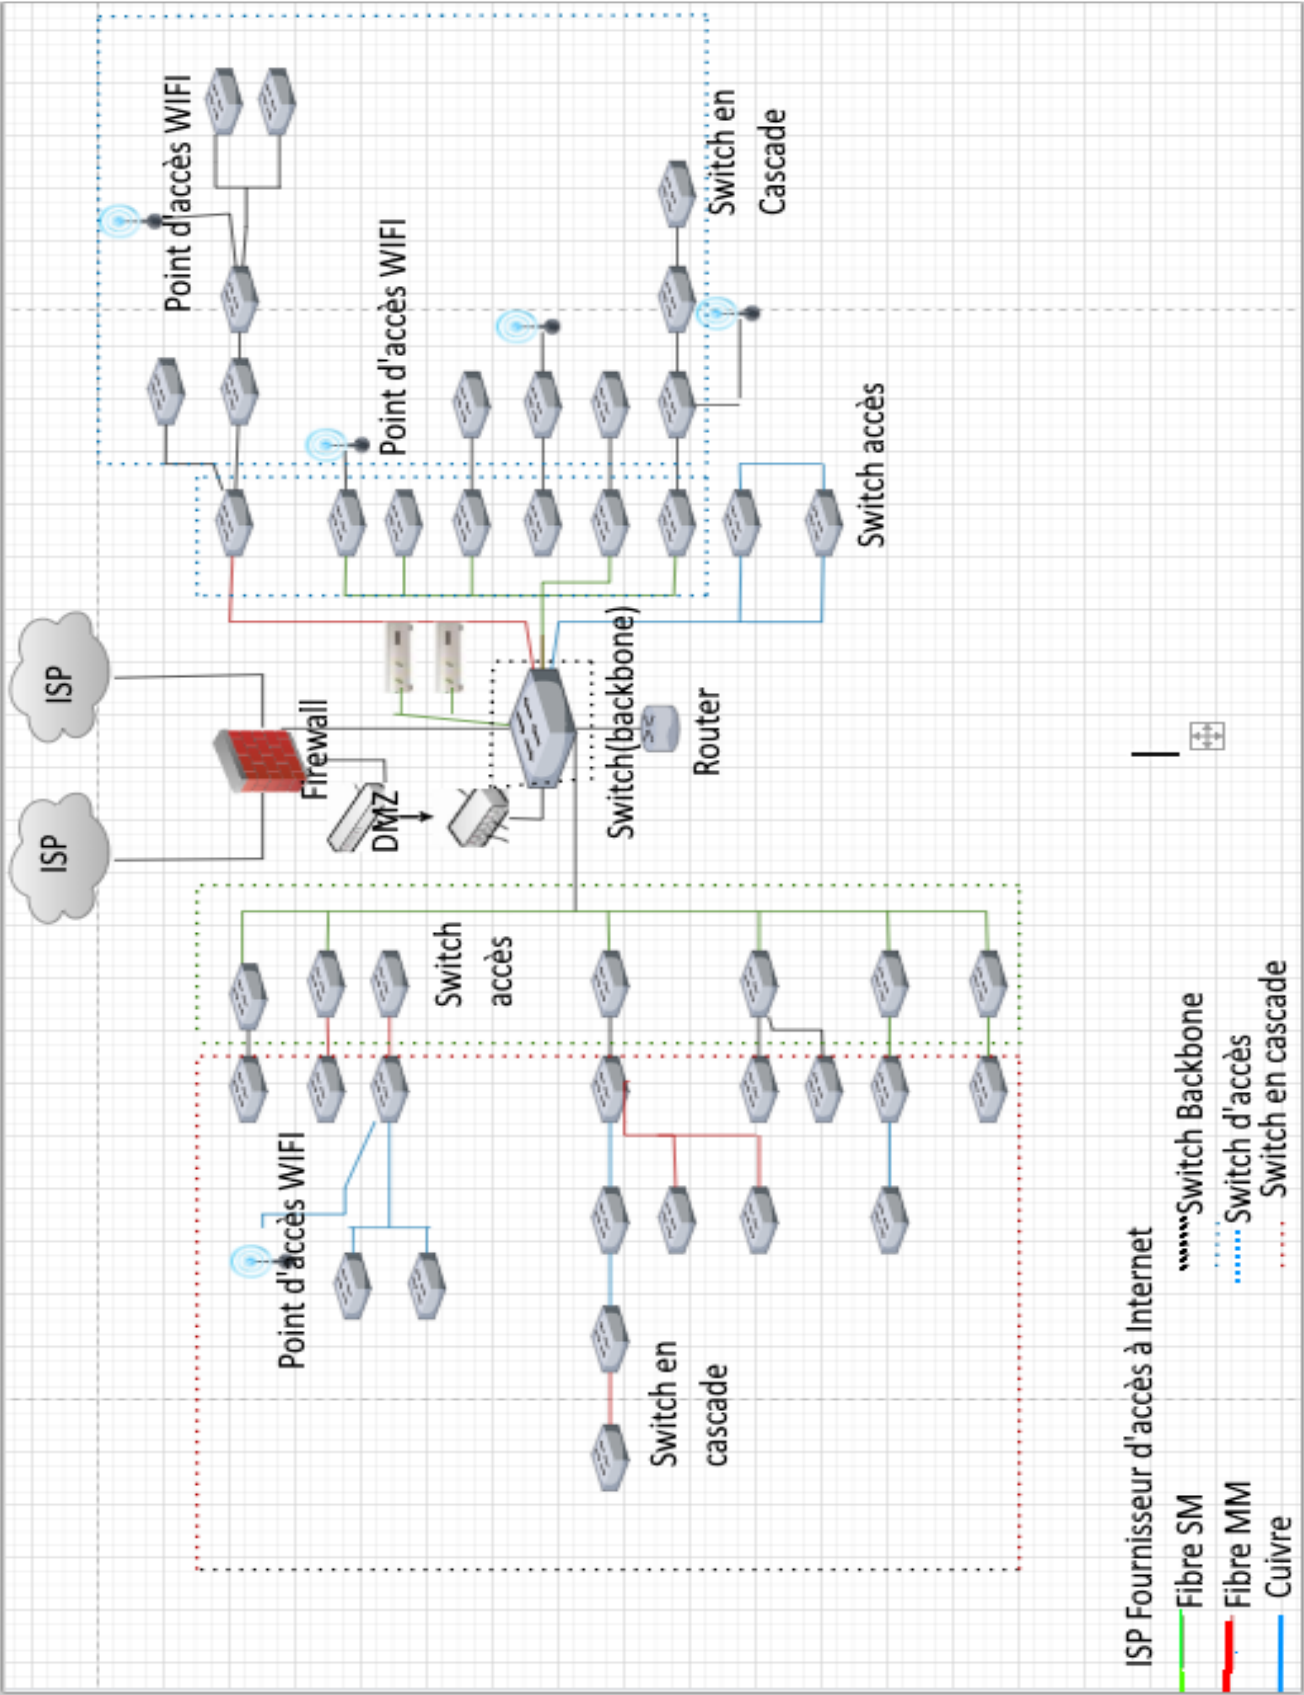 ISP
ISP
Point d'accès WIFI
Point d'accès WIFI
Firewall
DMZ
Point d'accès WIFI
Switch
accès
Switch(backbone)
Switch en
cascade
Router
Switch en
Cascade
Switch accès
ISP Fournisseur d'accès à Internet
Fibre SM
Fibre MM
Cuivre
Switch Backbone
Switch d'accès
Switch en cascade